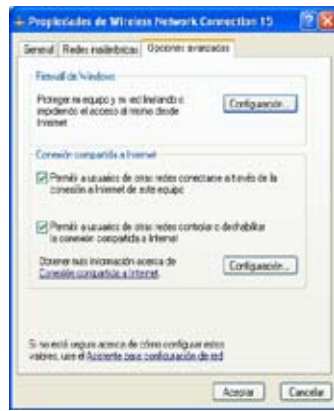 Propiedades de Wireless Network Connection 15
General
Redes inalámbricas
Opciones avanzadas
Firewall de Windows
Proteger mi equipo y mi red limitando o
impidiendo el acceso al mismo desde
Internet
Configuración...
Conexión compartida a Internet
Permitir a usuarios de otras redes conectarse a través de la
conexión a Internet de este equipo
Permitir a usuarios de otras redes controlar o deshabilitar
la conexión compartida a Internet
Obtener más información acerca de
Conexión compartida a Internet.
Configuración...
Si no está seguro acerca de cómo configurar estos
valores, use el Asistente para configuración de red
Aceptar
Cancelar